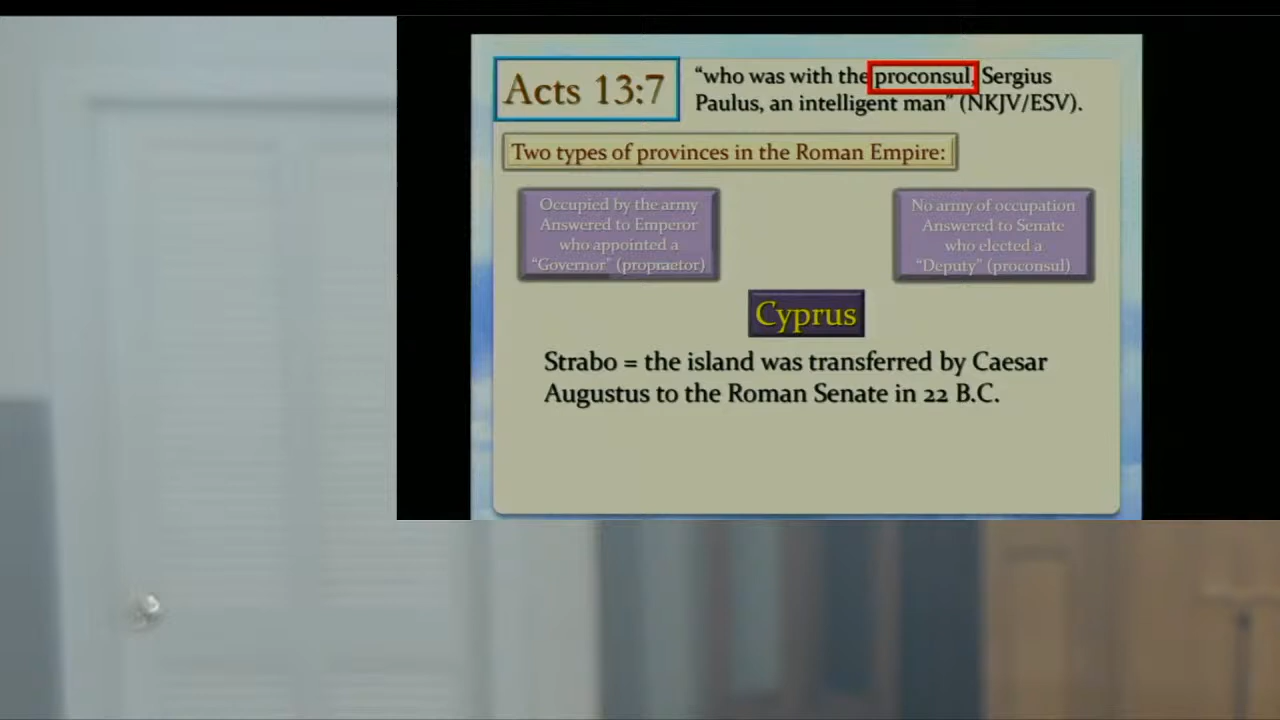 Acts 13:7
“who was with the proconsul, Sergius
Paulus, an intelligent man” (NKJV/ESV).
Two types of provinces in the Roman Empire:
Occupied by the army
Answered to Emperor
who appointed a
“Governor” (propraetor)
No army of occupation
Answered to Senate
who elected a
“Deputy” (proconsul)
Cyprus
Strabo = the island was transferred by Caesar
Augustus to the Roman Senate in 22 B.C.